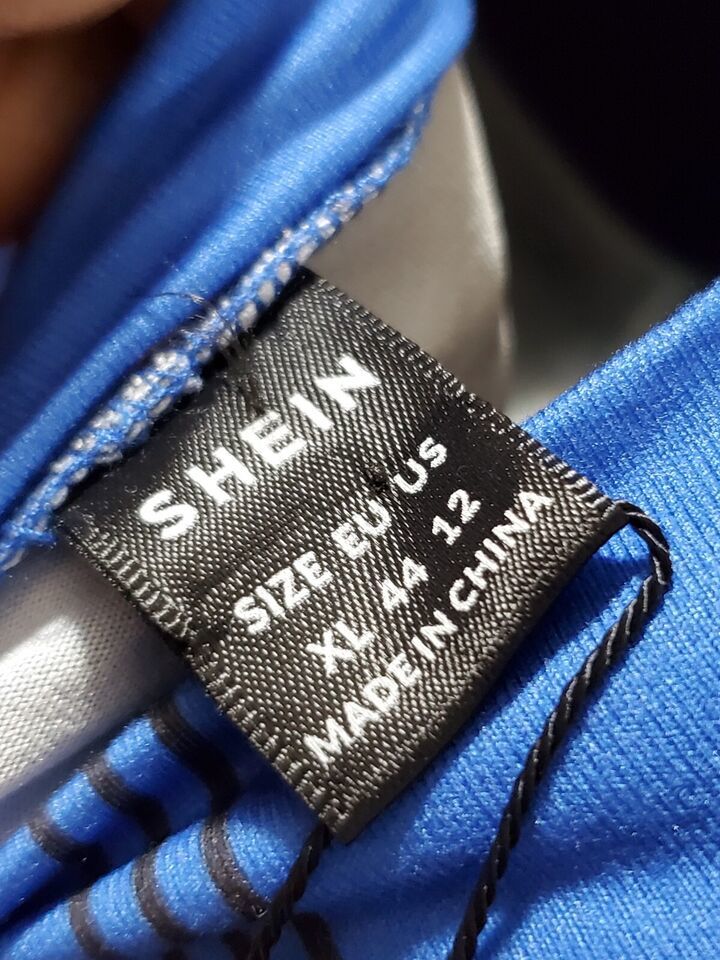 SHEIN
SIZE EU US
XL 44 12
MADE IN CHINA